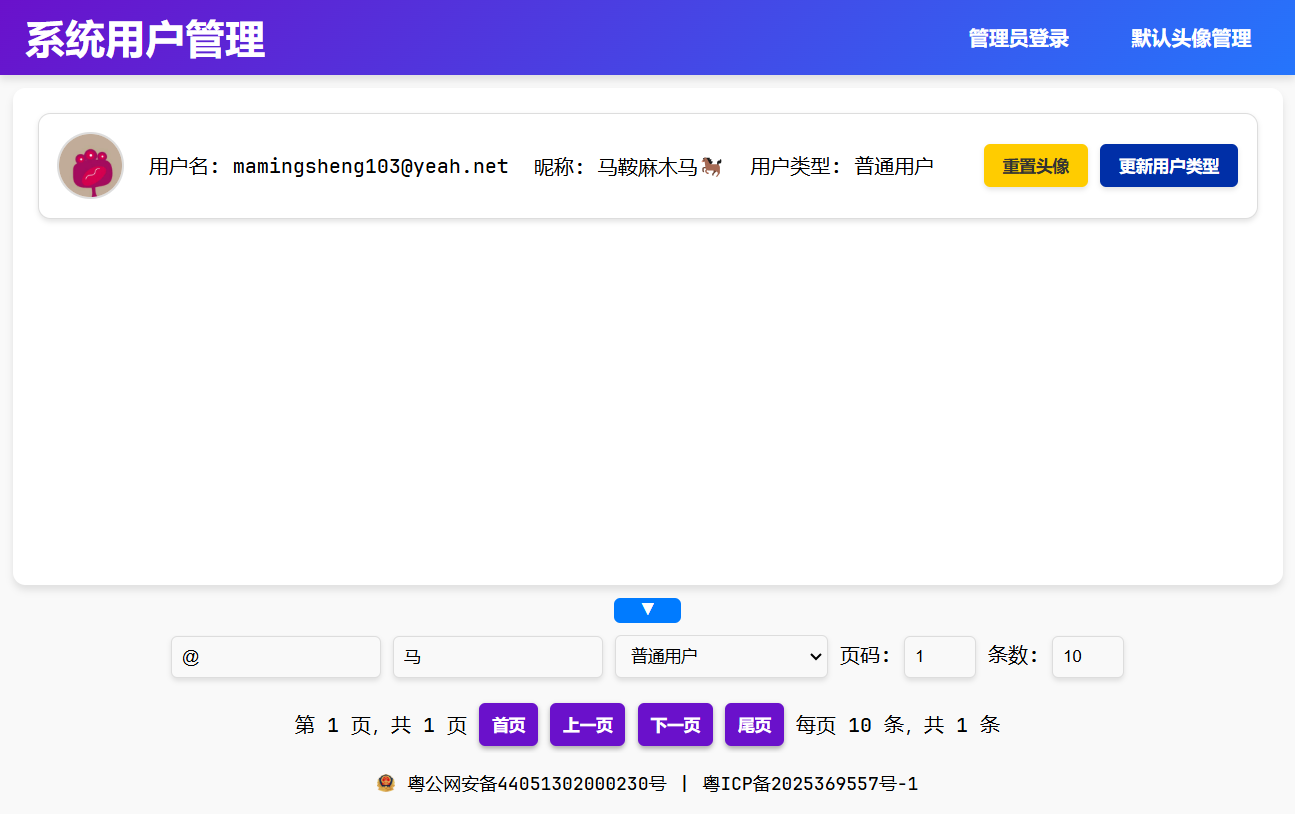 系统用户管理 管理员登录 默认头像管理
用户名: mamingsheng103@yeah.net 昵称: 马鞍麻木马🐎 用户类型: 普通用户 重置头像 更新用户类型
▼
@ 马 普通用户 页码: 1 条数: 10
第 1 页, 共 1 页 首页 上一页 下一页 尾页 每页 10 条, 共 1 条
粤公网安备44051302000230号 | 粤ICP备2025369557号-1